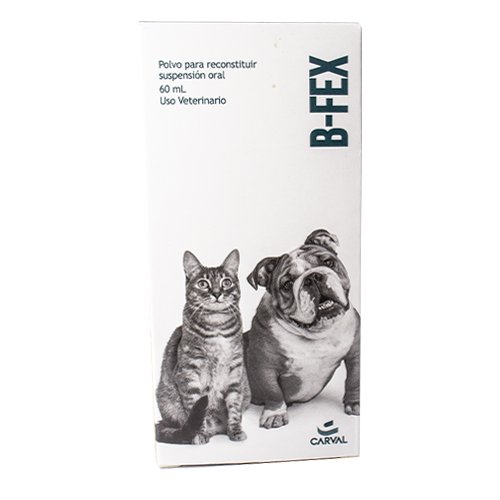 Polvo para reconstituir
suspensión oral
60 mL
Uso Veterinario
B-FEX
CARVAL